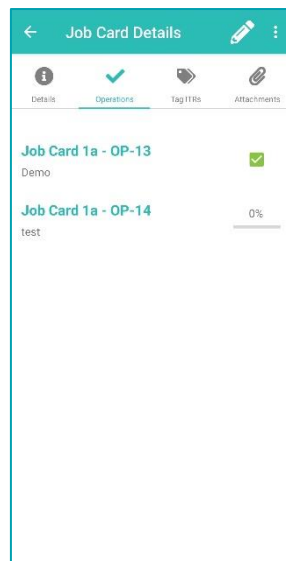 Job Card Details
Details Operations Tag ITRs Attachments
Job Card 1a - OP-13
Demo
Job Card 1a - OP-14 0%
test